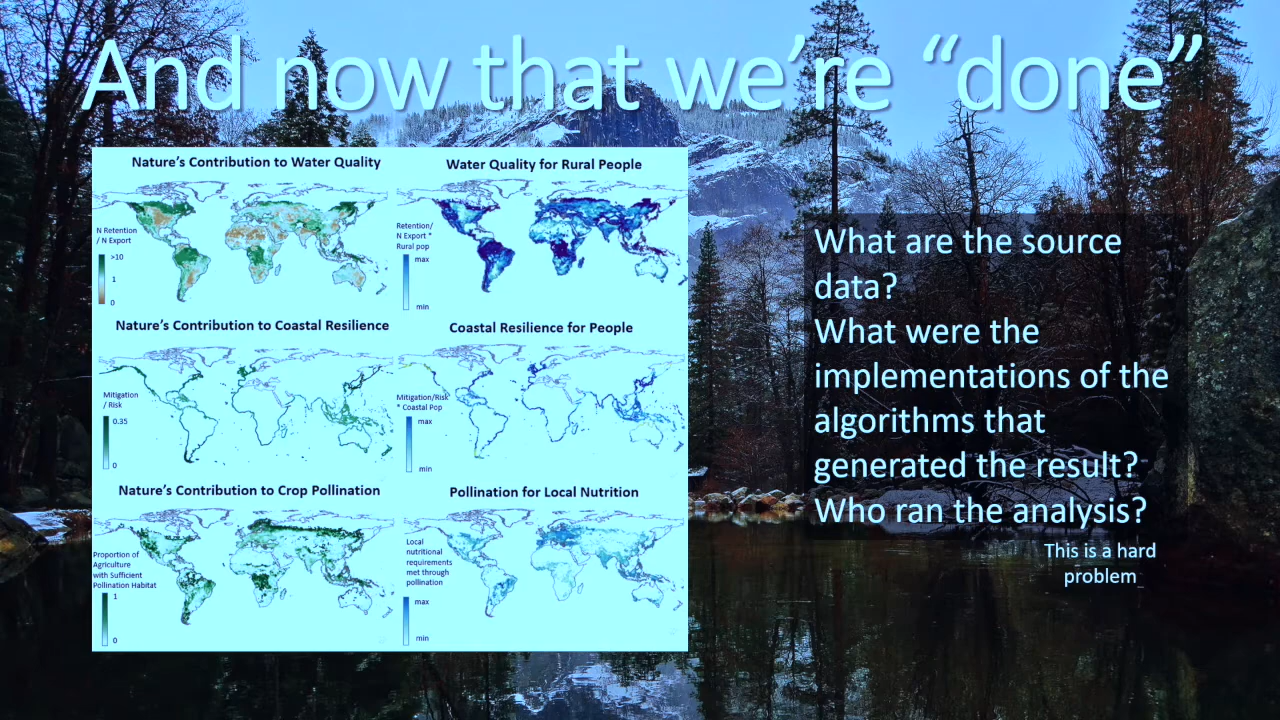 And now that we’re “done”
Nature’s Contribution to Water Quality
N Retention
/ N Export
>10
1
0
Water Quality for Rural People
Retention/
N Export *
Rural pop
max
min
Nature’s Contribution to Coastal Resilience
Mitigation
/ Risk
0.35
0
Coastal Resilience for People
Mitigation/Risk
* Coastal Pop
max
min
Nature’s Contribution to Crop Pollination
Proportion of
Agriculture
with Sufficient
Pollination Habitat
1
0
Pollination for Local Nutrition
Local
nutritional
requirements
met through
pollination
max
min
What are the source
data?
What were the
implementations of the
algorithms that
generated the result?
Who ran the analysis?
This is a hard
problem